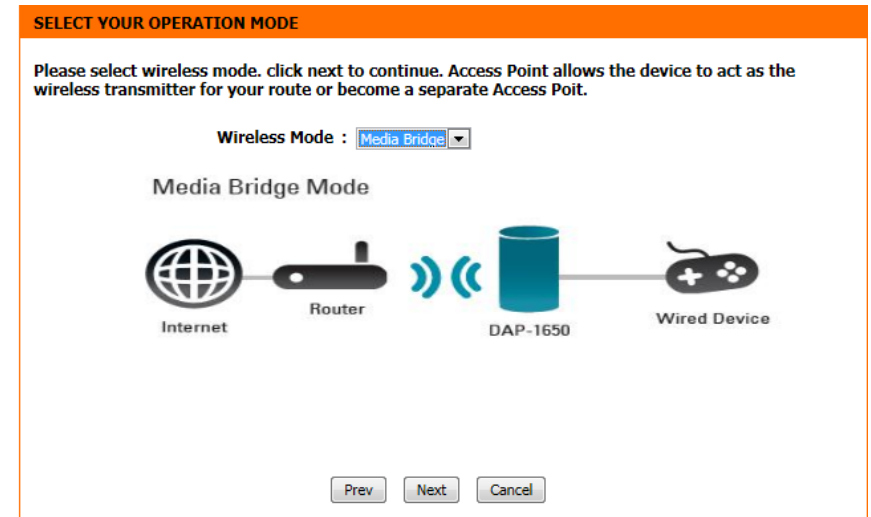 SELECT YOUR OPERATION MODE
Please select wireless mode. click next to continue. Access Point allows the device to act as the
wireless transmitter for your route or become a separate Access Poit.
Wireless Mode : Media Bridge
Media Bridge Mode
Internet
Router
DAP-1650
Wired Device
Prev Next Cancel